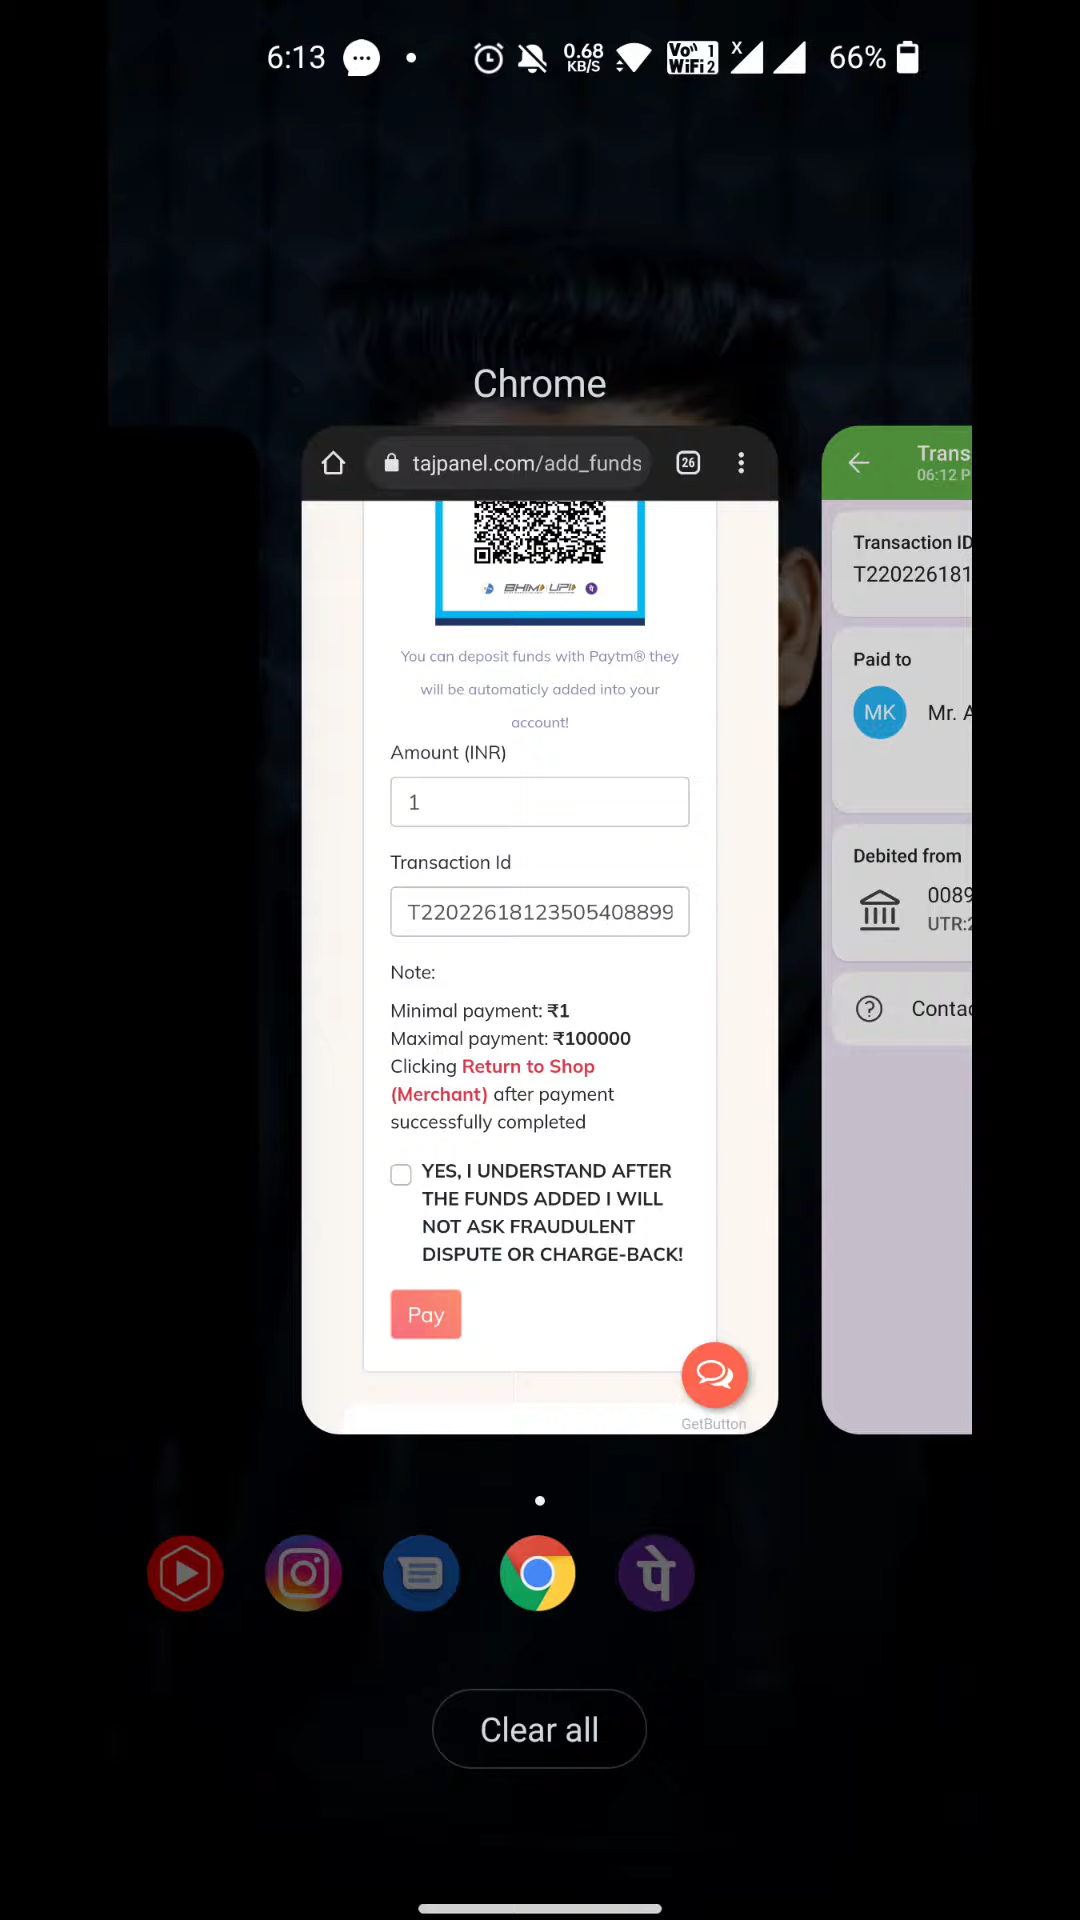 6:13
0.68
KB/S
Vo 1
WiFi 2
X
66%
Chrome
tajpanel.com/add_funds
26
BHIM UPI
You can deposit funds with Paytm® they
will be automaticly added into your
account!
Amount (INR)
1
Transaction Id
T22022618123505408899
Note:
Minimal payment: ₹1
Maximal payment: ₹100000
Clicking Return to Shop
(Merchant) after payment
successfully completed
YES, I UNDERSTAND AFTER
THE FUNDS ADDED I WILL
NOT ASK FRAUDULENT
DISPUTE OR CHARGE-BACK!
Pay
GetButton
Trans
06:12 P
Transaction ID
T220226181
Paid to
MK
Mr. A
Debited from
0089
UTR:2
Contac
पे
Clear all